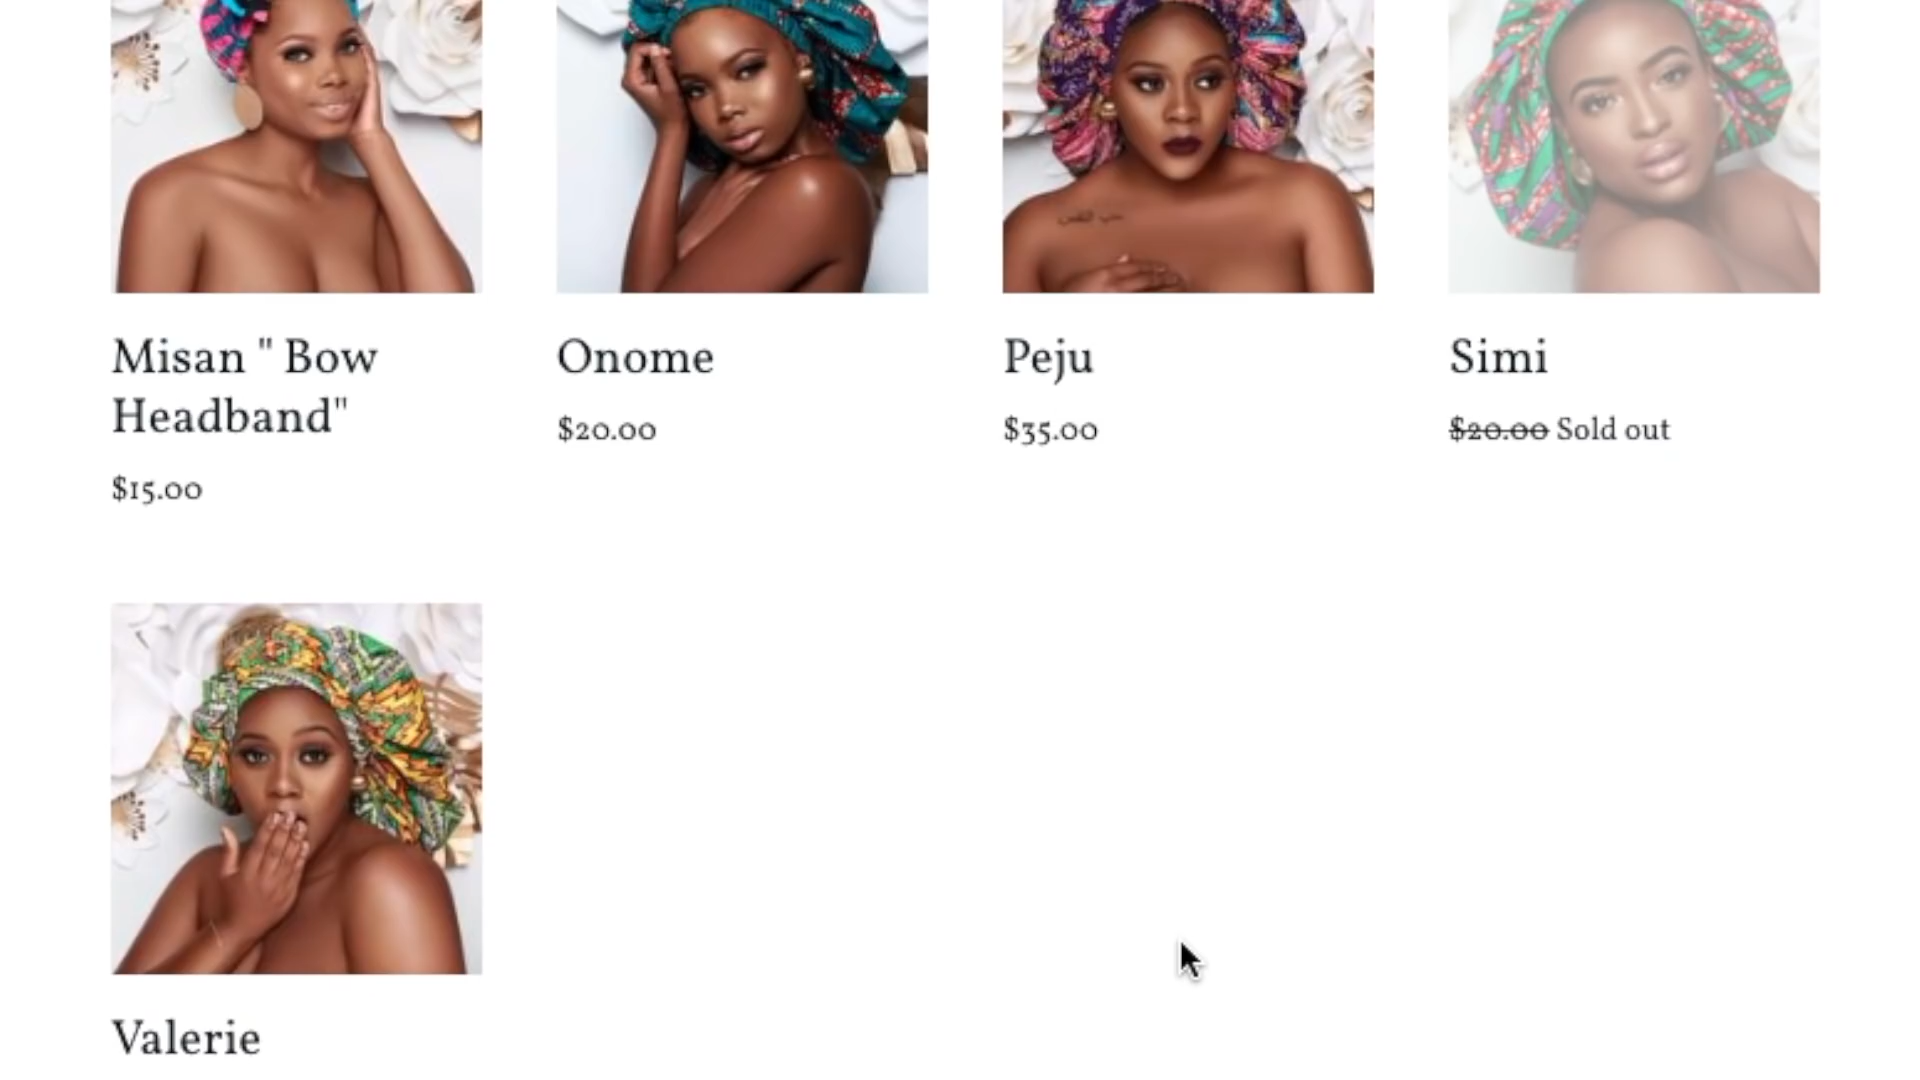 Misan " Bow
Headband"
$15.00
Onome
$20.00
Peju
$35.00
Simi
$20.00 Sold out
Valerie